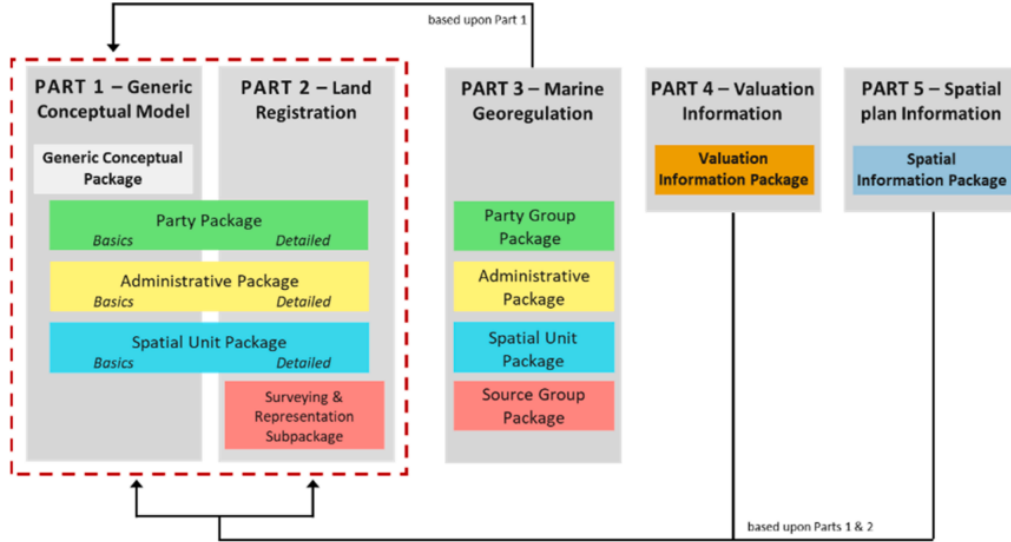 based upon Part 1
PART 1 – Generic
Conceptual Model
PART 2 – Land
Registration
PART 3 – Marine
Georegulation
PART 4 – Valuation
Information
PART 5 – Spatial
plan Information
Generic Conceptual
Package
Valuation
Information Package
Spatial
Information Package
Party Package
Basics
Detailed
Party Group
Package
Administrative Package
Basics
Detailed
Administrative
Package
Spatial Unit Package
Basics
Detailed
Spatial Unit
Package
Surveying &
Representation
Subpackage
Source Group
Package
based upon Parts 1 & 2